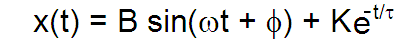 x(t) = B sin(ωt + ϕ) + Ke^{-t/τ}